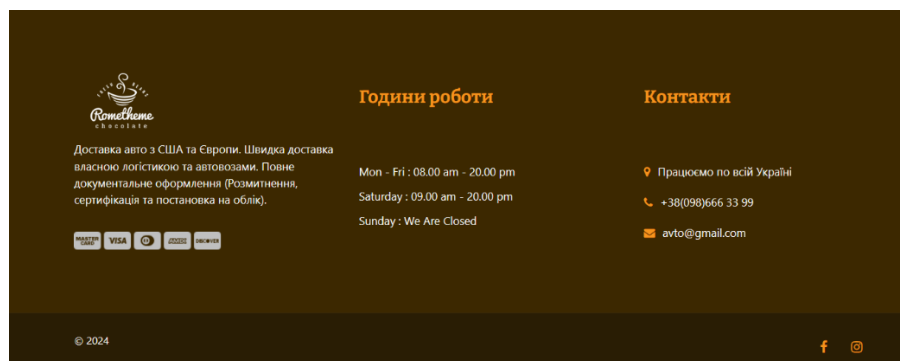 FRESH BEANS
Rometheme
chocolate
Доставка авто з США та Європи. Швидка доставка
власною логістикою та автовозами. Повне
документальне оформлення (Розмитнення,
сертифікація та постановка на облік).
MASTER
CARD
VISA
DISCOVER
Години роботи
Mon - Fri : 08.00 am - 20.00 pm
Saturday : 09.00 am - 20.00 pm
Sunday : We Are Closed
Контакти
Працюємо по всій Україні
+38(098)666 33 99
avto@gmail.com
© 2024